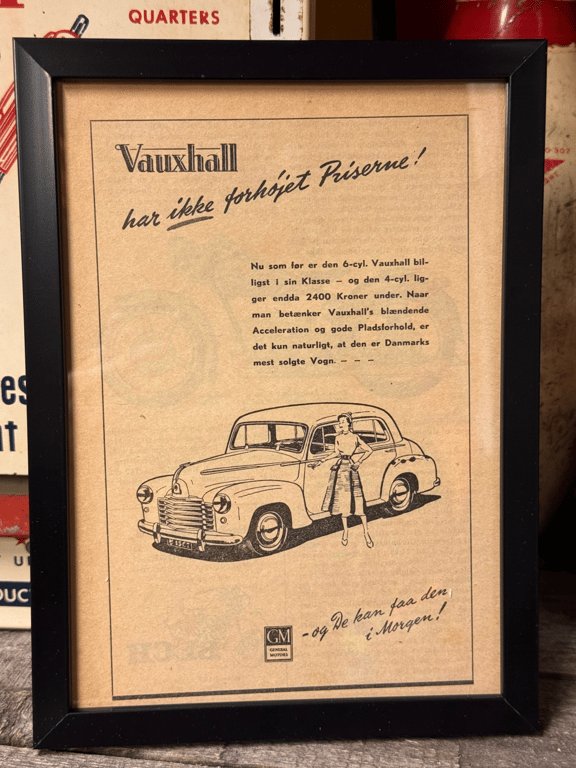 QUARTERS
Vauxhall
har ikke forhøjet Priserne!
Nu som før er den 6-cyl. Vauxhall bil-
ligst i sin Klasse — og den 4-cyl. lig-
ger endda 2400 Kroner under. Naar
man betænker Vauxhall's blændende
Acceleration og gode Pladsforhold, er
det kun naturligt, at den er Danmarks
mest solgte Vogn. — — —
GM
GENERAL
MOTORS
- og De kan faa den
i Morgen!